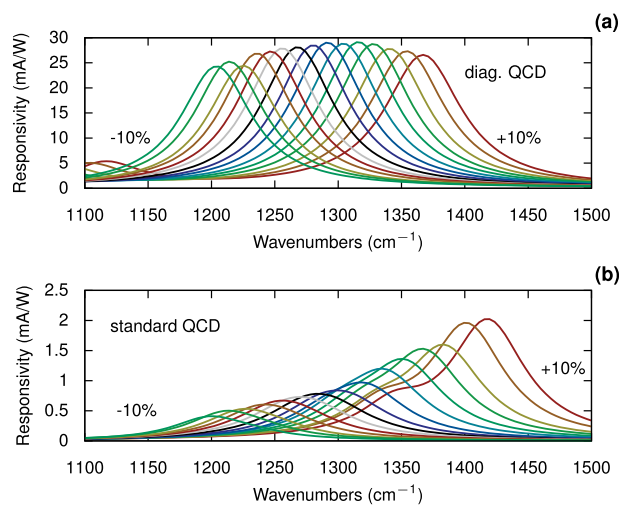 (a)
30
25
20
15
10
5
0
Responsivity (mA/W)
diag. QCD
-10%
+10%
1100 1150 1200 1250 1300 1350 1400 1450 1500
Wavenumbers (cm−1)
(b)
2.5
2
1.5
1
0.5
0
Responsivity (mA/W)
standard QCD
-10%
+10%
1100 1150 1200 1250 1300 1350 1400 1450 1500
Wavenumbers (cm−1)